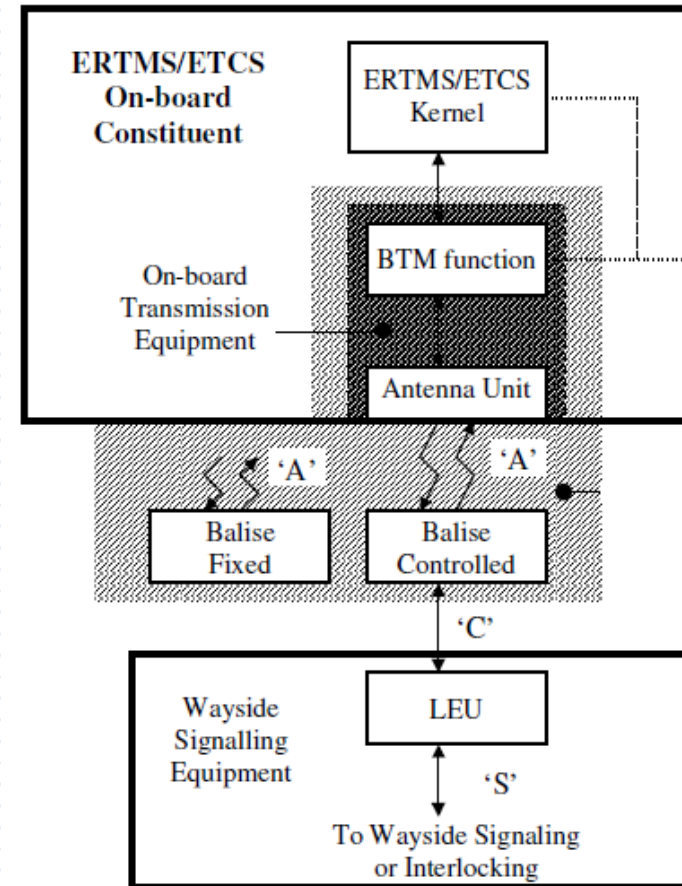 ERTMS/ETCS
On-board
Constituent
ERTMS/ETCS
Kernel
BTM function
On-board
Transmission
Equipment
Antenna Unit
‘A’
‘A’
Balise
Fixed
Balise
Controlled
‘C’
LEU
Wayside
Signalling
Equipment
‘S’
To Wayside Signaling
or Interlocking